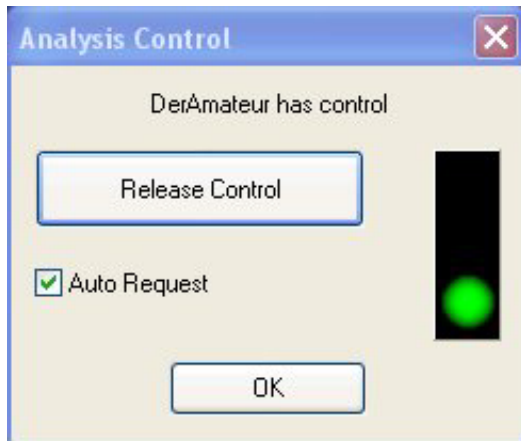 Analysis Control
DerAmateur has control
Release Control
Auto Request
OK